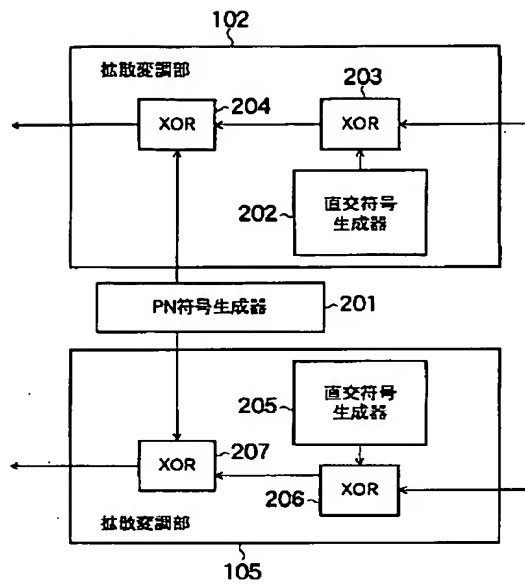 102
拡散変調部
203
204
XOR
XOR
202
直交符号
生成器
PN符号生成器
201
205
直交符号
生成器
XOR
207
XOR
206
拡散変調部
105